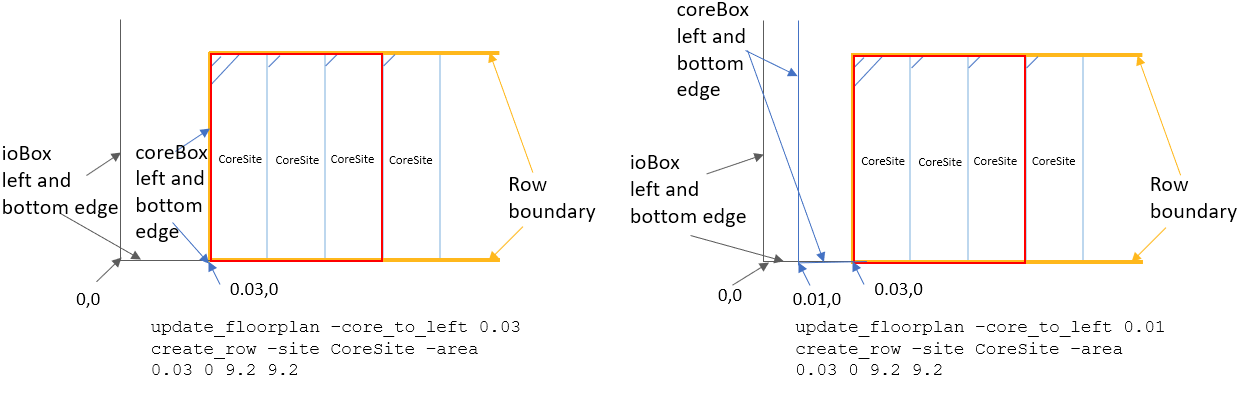 ioBox
left and
bottom edge
coreBox
left and
bottom
edge
CoreSite
CoreSite
CoreSite
CoreSite
Row
boundary
0,0
0.03,0
update_floorplan –core_to_left 0.03
create_row –site CoreSite –area
0.03 0 9.2 9.2
coreBox
left and
bottom
edge
ioBox
left and
bottom edge
CoreSite
CoreSite
CoreSite
CoreSite
Row
boundary
0,0
0.01,0
0.03,0
update_floorplan –core_to_left 0.01
create_row –site CoreSite –area
0.03 0 9.2 9.2